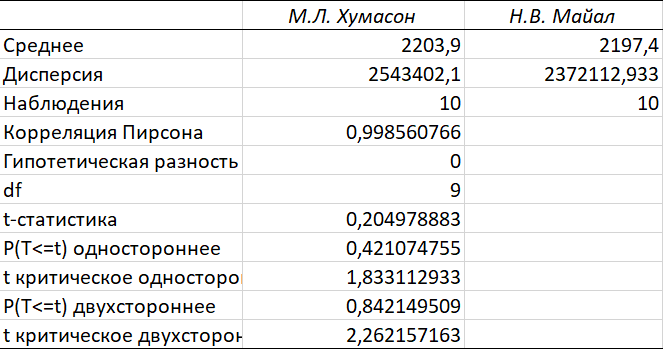 М.Л. Хумасон Н.В. Майал
Среднее 2203,9 2197,4
Дисперсия 2543402,1 2372112,933
Наблюдения 10 10
Корреляция Пирсона 0,998560766
Гипотетическая разность 0
df 9
t-статистика 0,204978883
P(T<=t) одностороннее 0,421074755
t критическое односторон 1,833112933
P(T<=t) двухстороннее 0,842149509
t критическое двухсторон 2,262157163